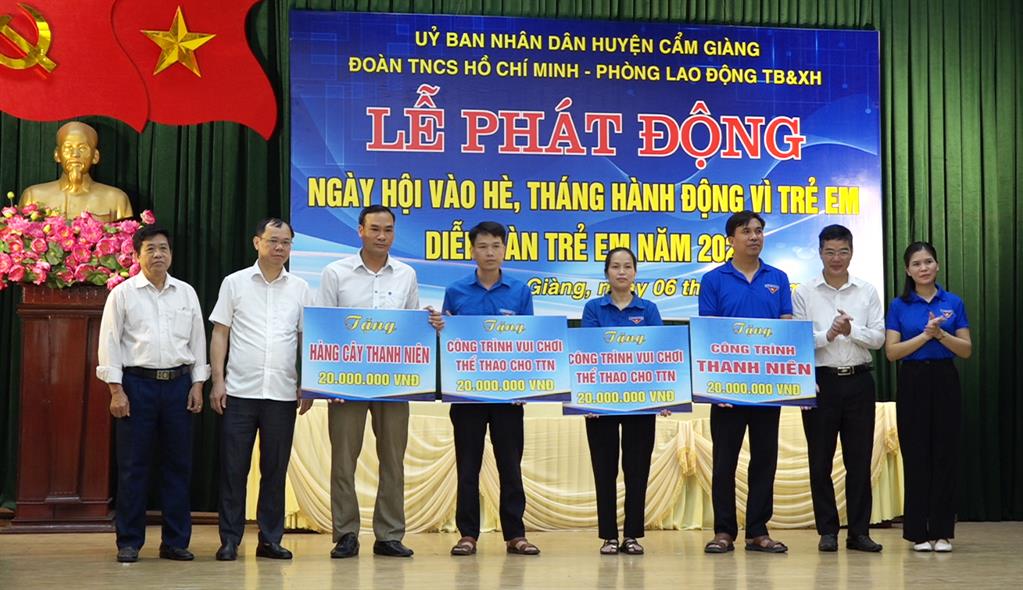 UỶ BAN NHÂN DÂN HUYỆN CẨM GIÀNG
ĐOÀN TNCS HỒ CHÍ MINH - PHÒNG LAO ĐỘNG TB&XH
LỄ PHÁT ĐỘNG
NGÀY HỘI VÀO HÈ, THÁNG HÀNH ĐỘNG VÌ TRẺ EM
TRẺ EM NĂM
Giàng, ngày 06
Tặng
HÀNG CÂY THANH NIÊN
20.000.000 VNĐ
Tặng
CÔNG TRÌNH VUI CHƠI
THỂ THAO CHO TTN
20.000.000 VNĐ
Tặng
CÔNG TRÌNH VUI CHƠI
THỂ THAO CHO TTN
20.000.000 VNĐ
Tặng
CÔNG TRÌNH
THANH NIÊN
20.000.000 VNĐ